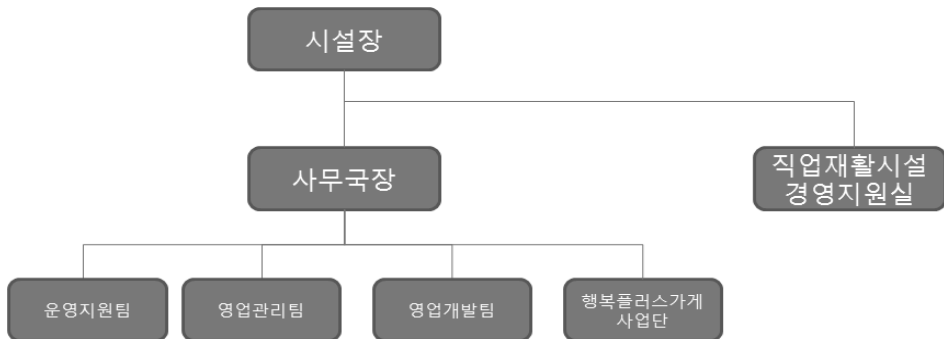 시설장
사무국장
직업재활시설
경영지원실
운영지원팀
영업관리팀
영업개발팀
행복플러스가게
사업단